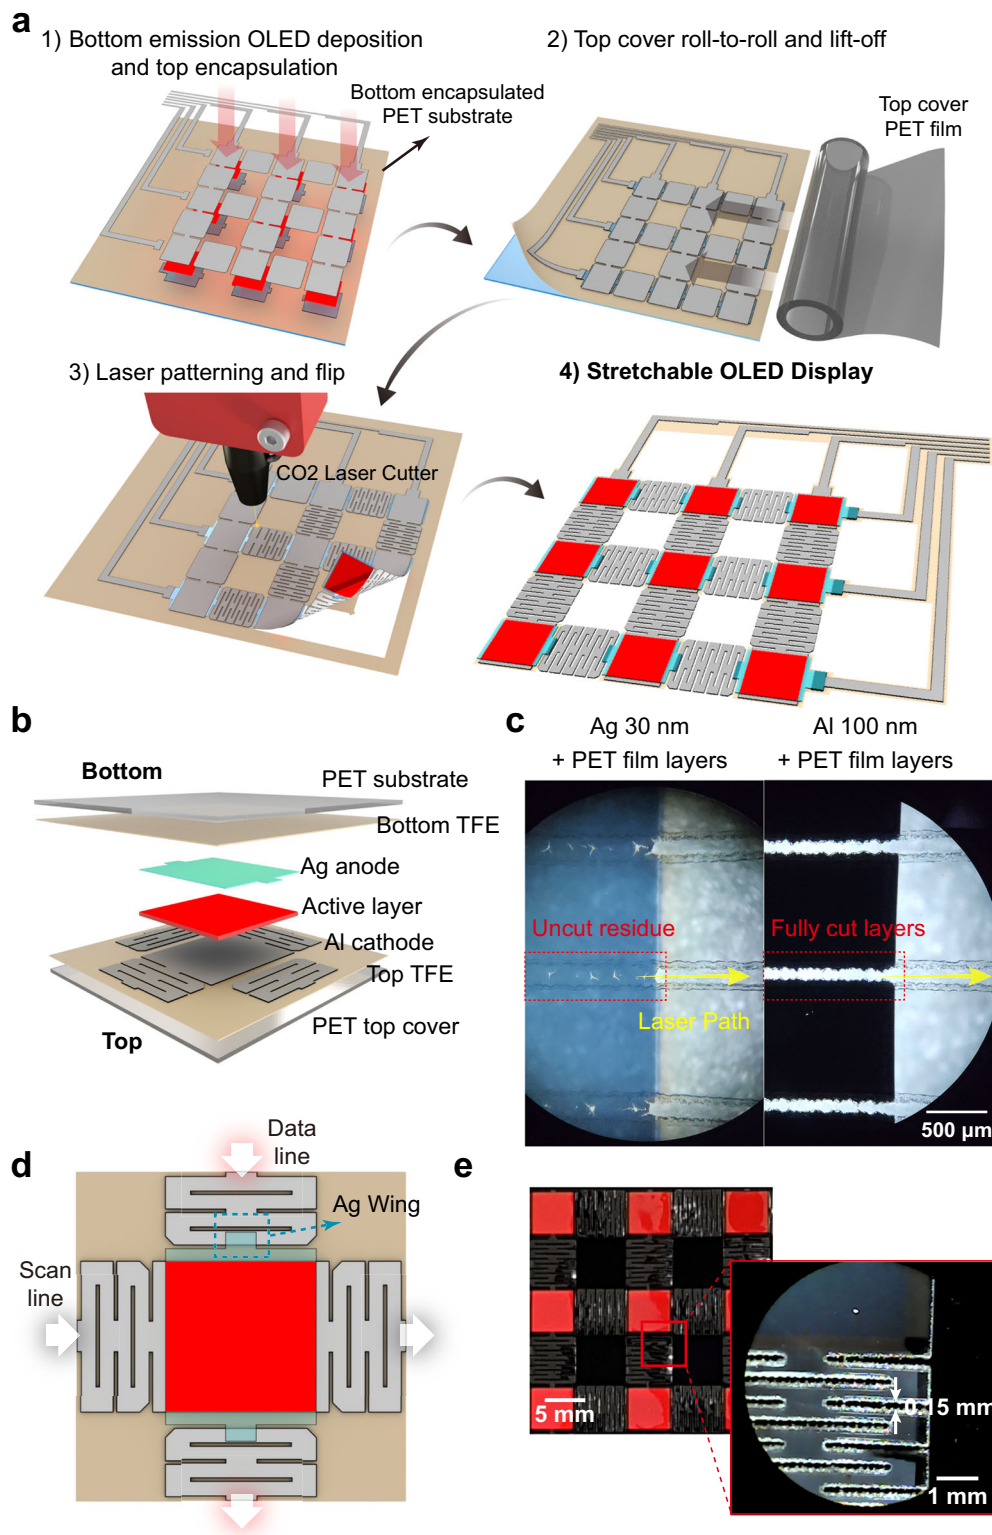 a
1) Bottom emission OLED deposition
and top encapsulation
Bottom encapsulated
PET substrate
2) Top cover roll-to-roll and lift-off
Top cover
PET film
3) Laser patterning and flip
CO2 Laser Cutter
4) Stretchable OLED Display
b
Bottom
PET substrate
Bottom TFE
Ag anode
Active layer
Al cathode
Top TFE
PET top cover
Top
c
Ag 30 nm
+ PET film layers
Al 100 nm
+ PET film layers
Uncut residue
Fully cut layers
Laser Path
500 μm
d
Data
line
Ag Wing
Scan
line
e
5 mm
0.15 mm
1 mm